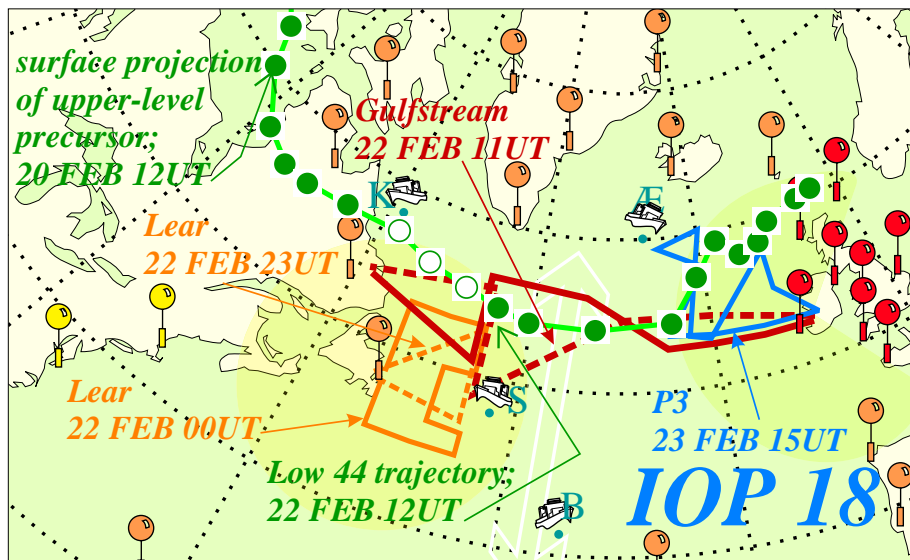 surface projection
of upper-level
precursor;
20 FEB 12UT
Gulfstream
22 FEB 11UT
K
Æ
Lear
22 FEB 23UT
Lear
22 FEB 00UT
S
P3
23 FEB 15UT
Low 44 trajectory;
22 FEB 12UT
B
IOP 18